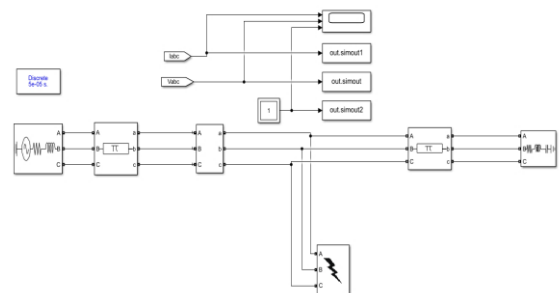 Iabc
out.simout1
Discrete
5e-05 s.
Vabc
out.simout
1
out.simout2
A a A a A a A
B b B b B b B
C c C c C c C
A
B
C